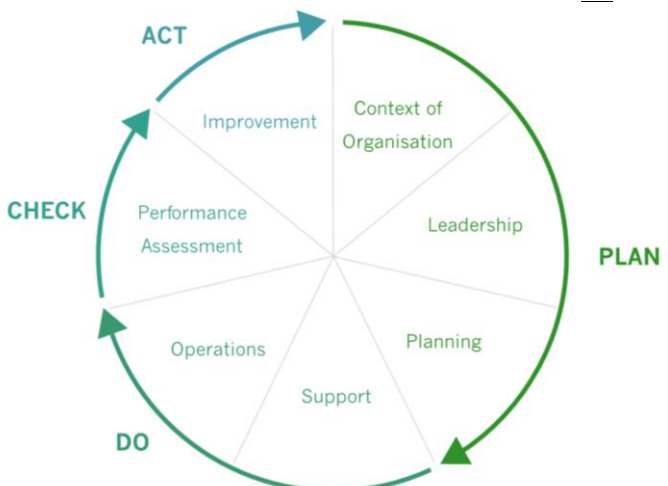 ACT
Improvement
Context of
Organisation
CHECK
Performance
Assessment
Leadership
PLAN
Operations
Planning
Support
DO